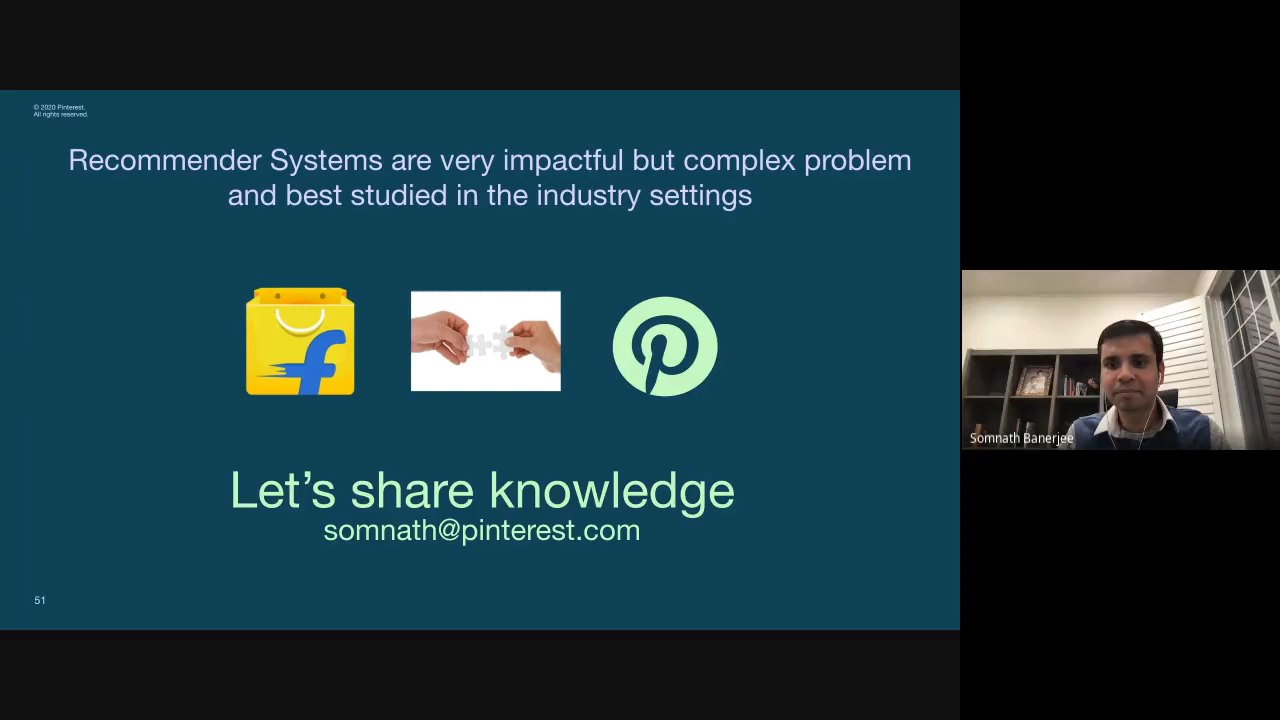 © 2020 Pinterest.
All rights reserved.
Recommender Systems are very impactful but complex problem
and best studied in the industry settings
Let’s share knowledge
somnath@pinterest.com
51
Somnath Banerjee